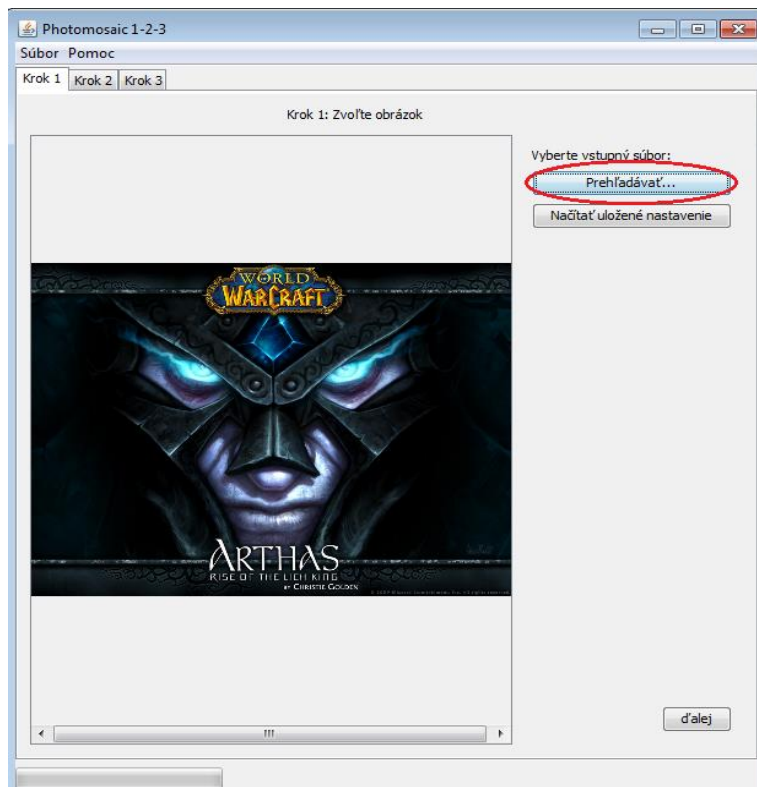 Photomosaic 1-2-3
Súbor Pomoc
Krok 1 Krok 2 Krok 3
Krok 1: Zvoľte obrázok
Vyberte vstupný súbor:
Prehľadávať...
Načítať uložené nastavenie
WORLD
WARCRAFT
ARTHAS
RISE OF THE LICH KING
BY CHRISTIE GOLDEN
ďalej